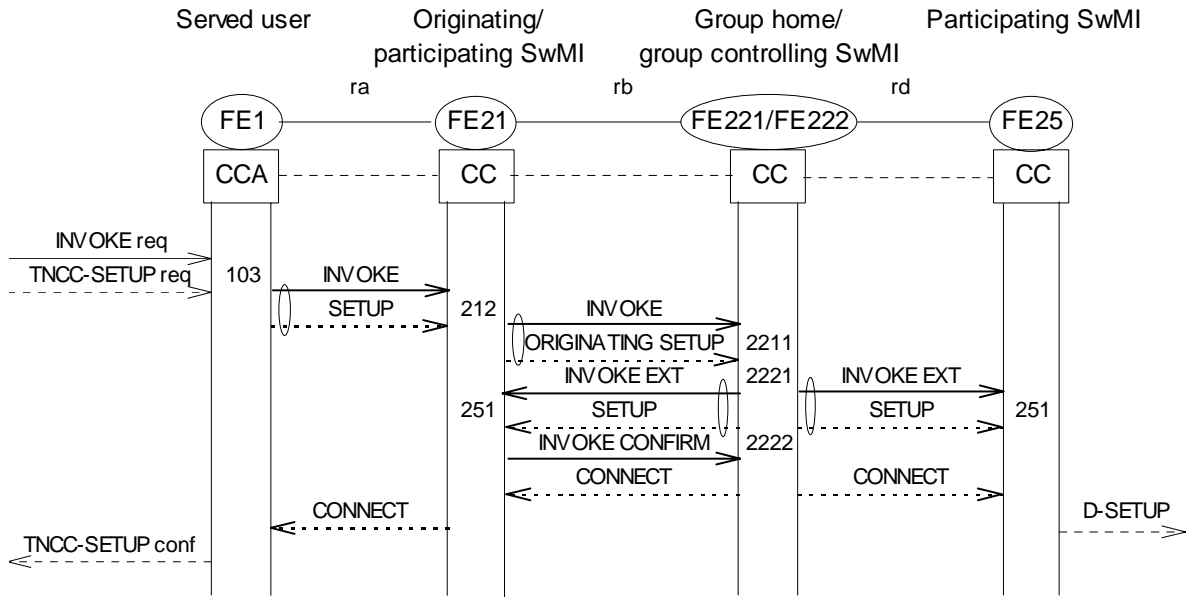 Served user
Originating/
participating SwMI
Group home/
group controlling SwMI
Participating SwMI
ra
rb
rd
FE1
FE21
FE221/FE222
FE25
CCA
CC
CC
CC
INVOKE req
TNCC-SETUP req
103
INVOKE
SETUP
212
INVOKE
ORIGINATING SETUP
2211
INVOKE EXT
2221
INVOKE EXT
251
SETUP
SETUP
251
INVOKE CONFIRM
2222
CONNECT
CONNECT
CONNECT
D-SETUP
TNCC-SETUP conf